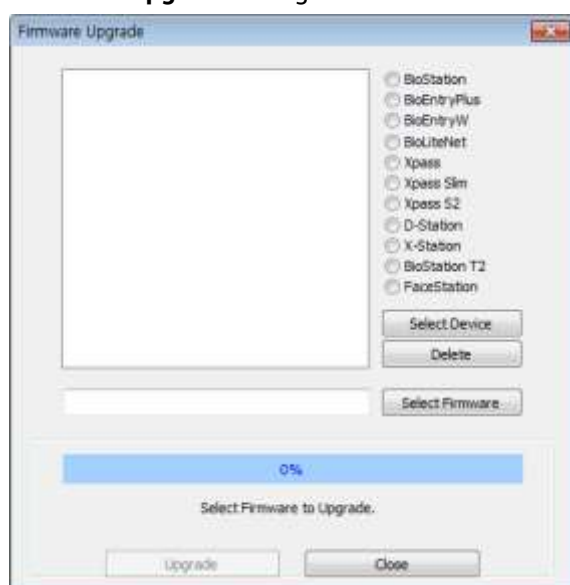 Firmware Upgrade
BioStation
BioEntryPlus
BioEntryW
BioLiteNet
Xpass
Xpass Slim
Xpass S2
D-Station
X-Station
BioStation T2
FaceStation
Select Device
Delete
Select Firmware
0%
Select Firmware to Upgrade.
Upgrade
Close